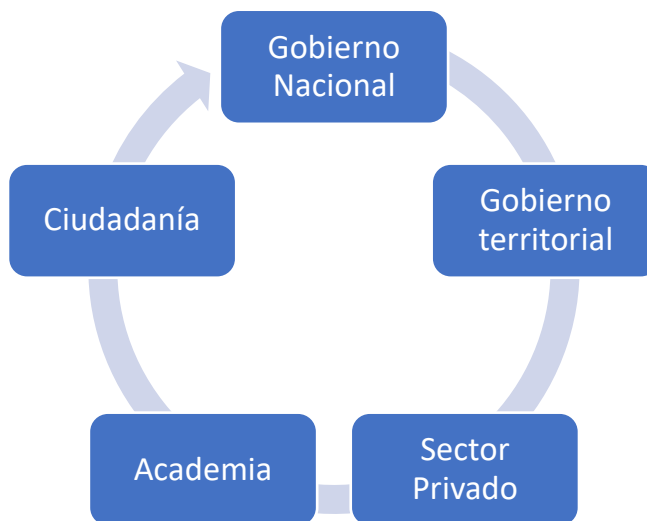 Gobierno
Nacional
Gobierno
territorial
Sector
Privado
Academia
Ciudadanía